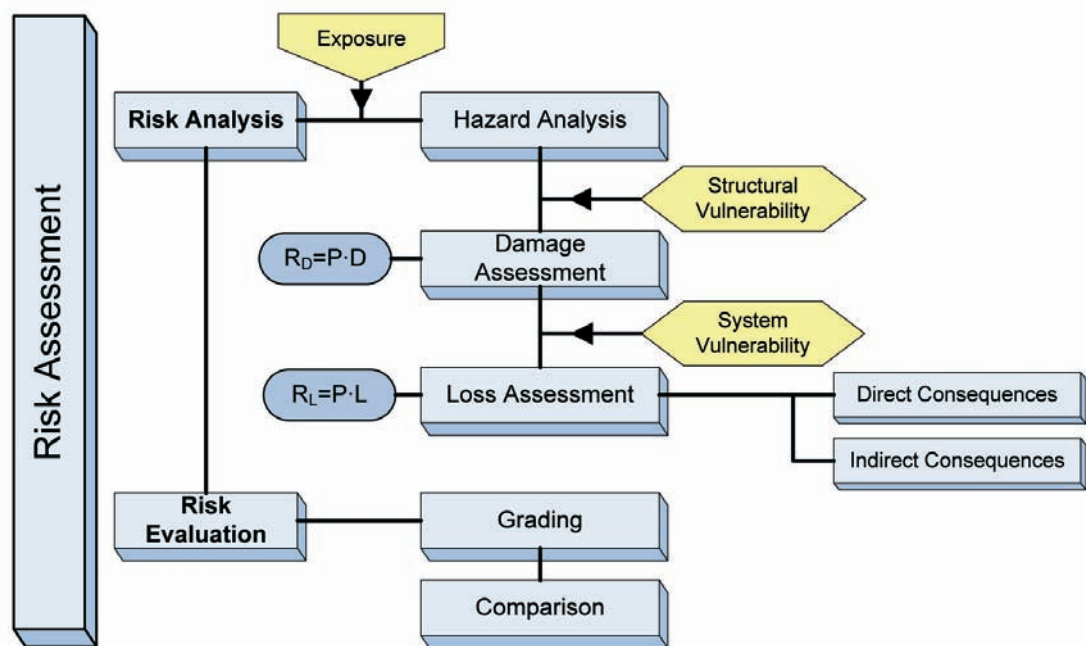 Risk Assessment
Exposure
Risk Analysis
Hazard Analysis
Structural
Vulnerability
R_D=P·D
Damage
Assessment
System
Vulnerability
R_L=P·L
Loss Assessment
Direct Consequences
Indirect Consequences
Risk
Evaluation
Grading
Comparison